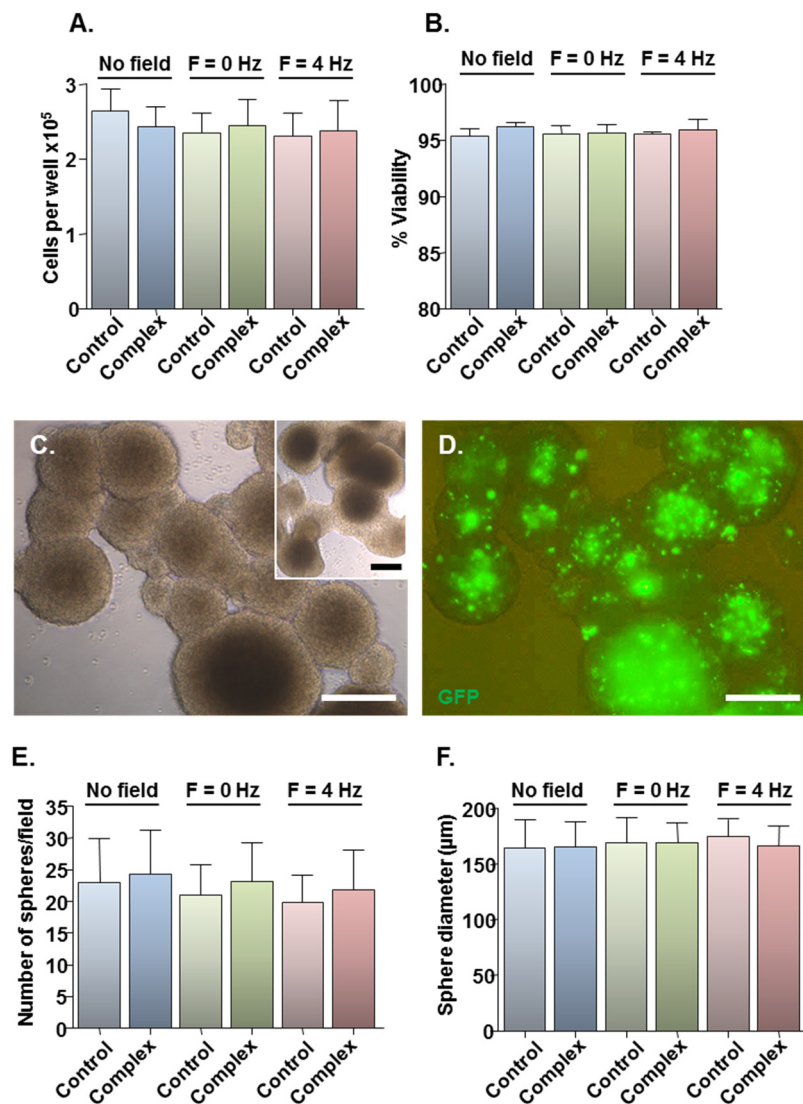 A.
No field F = 0 Hz F = 4 Hz
Cells per well x10⁵
3
2
1
0
Control Complex Control Complex Control Complex
B.
No field F = 0 Hz F = 4 Hz
% Viability
100
95
90
85
80
Control Complex Control Complex Control Complex
C.
D.
GFP
E.
No field F = 0 Hz F = 4 Hz
Number of spheres/field
35
30
25
20
15
10
5
0
Control Complex Control Complex Control Complex
F.
No field F = 0 Hz F = 4 Hz
Sphere diameter (µm)
200
150
100
50
0
Control Complex Control Complex Control Complex